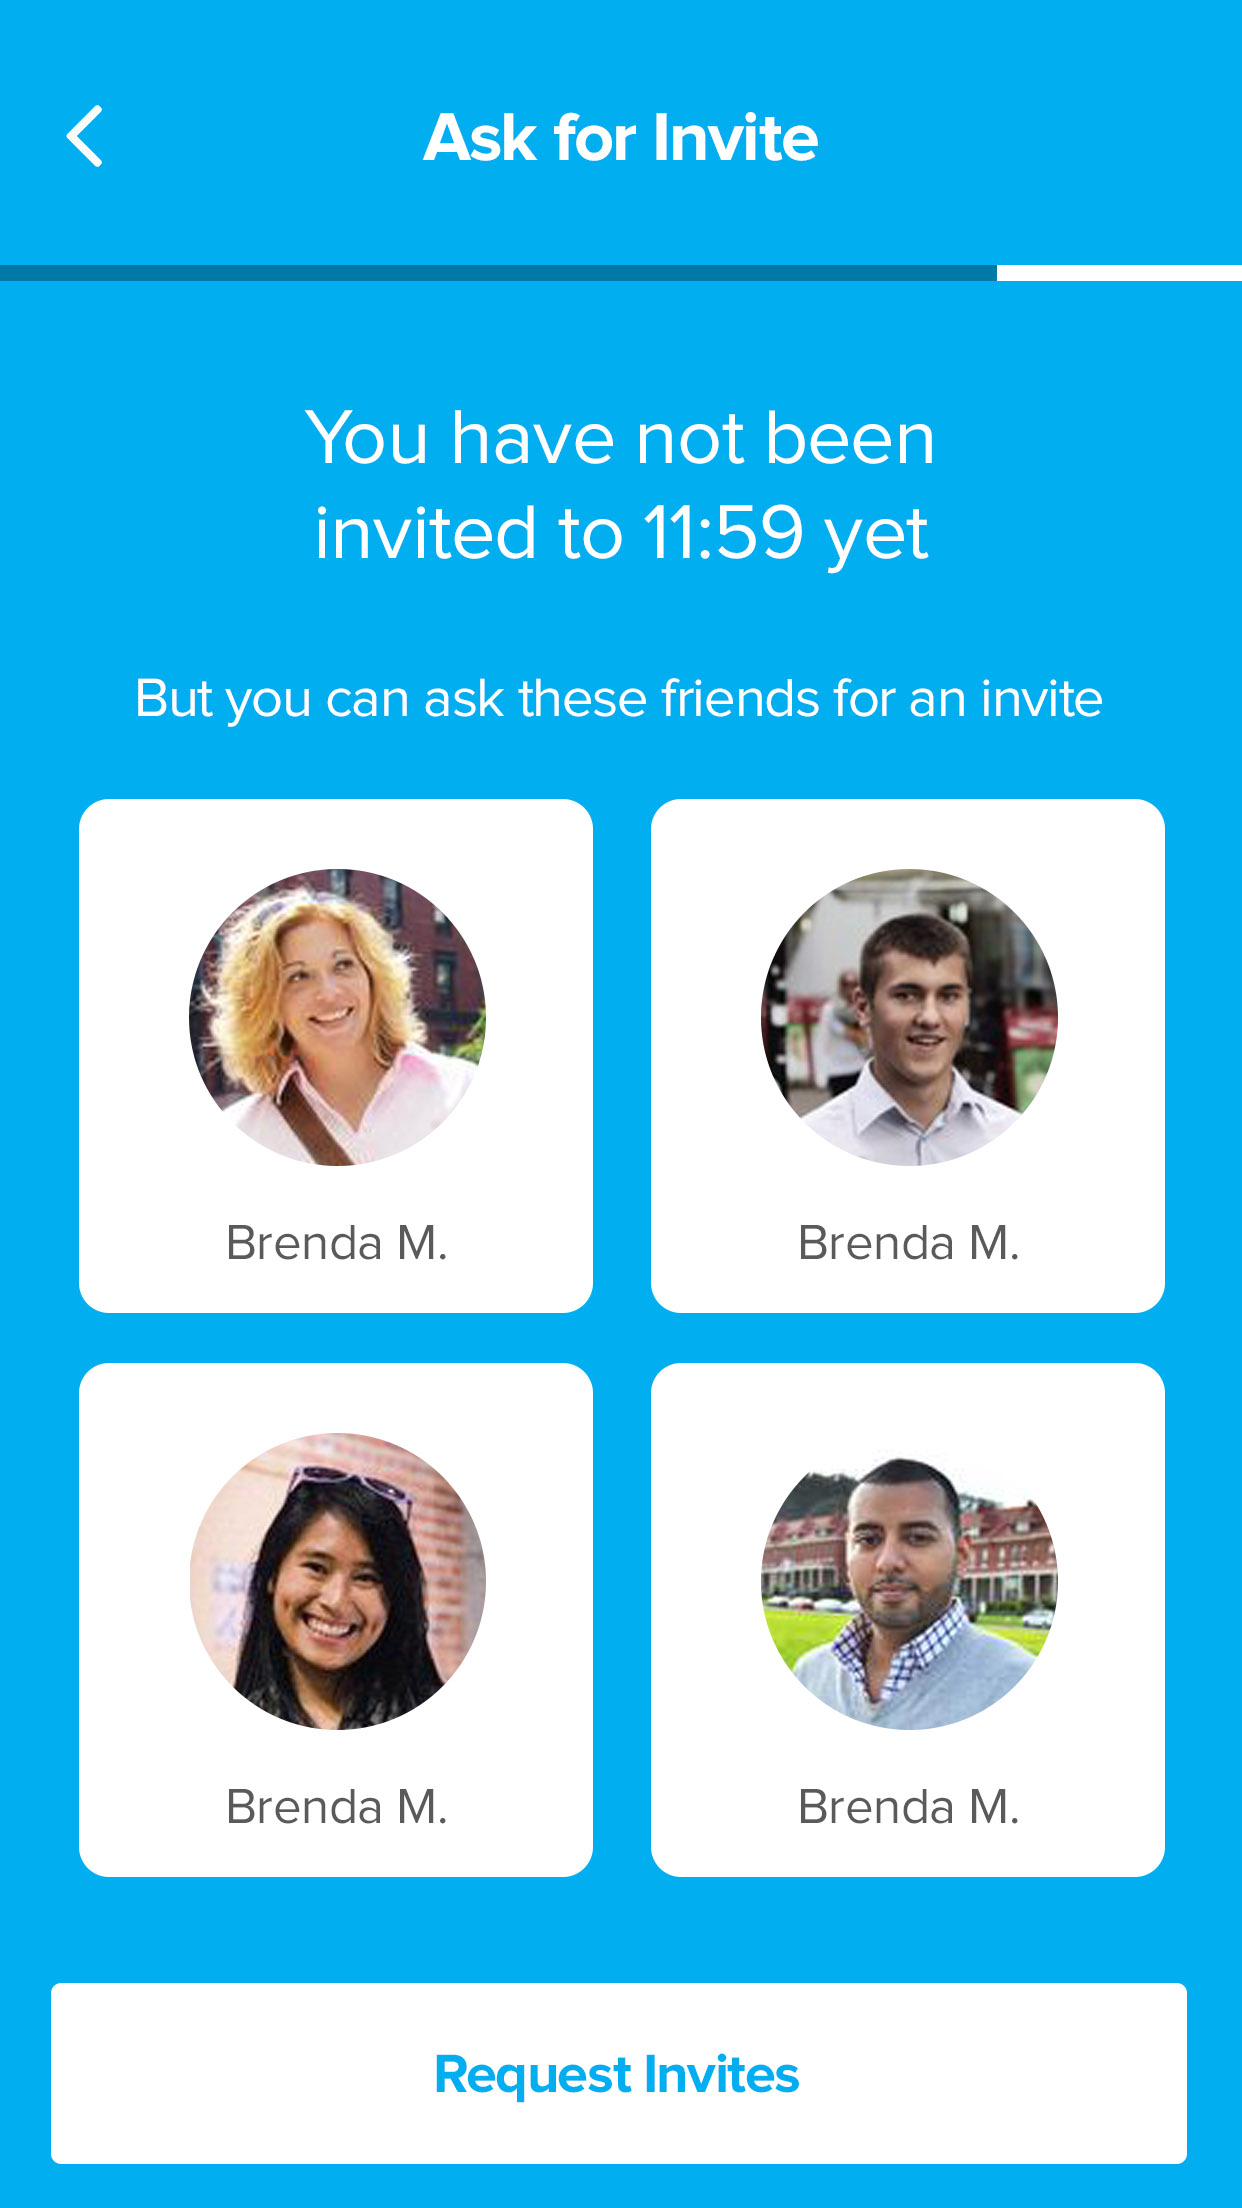 Ask for Invite
You have not been
invited to 11:59 yet
But you can ask these friends for an invite
Brenda M.
Brenda M.
Brenda M.
Brenda M.
Request Invites